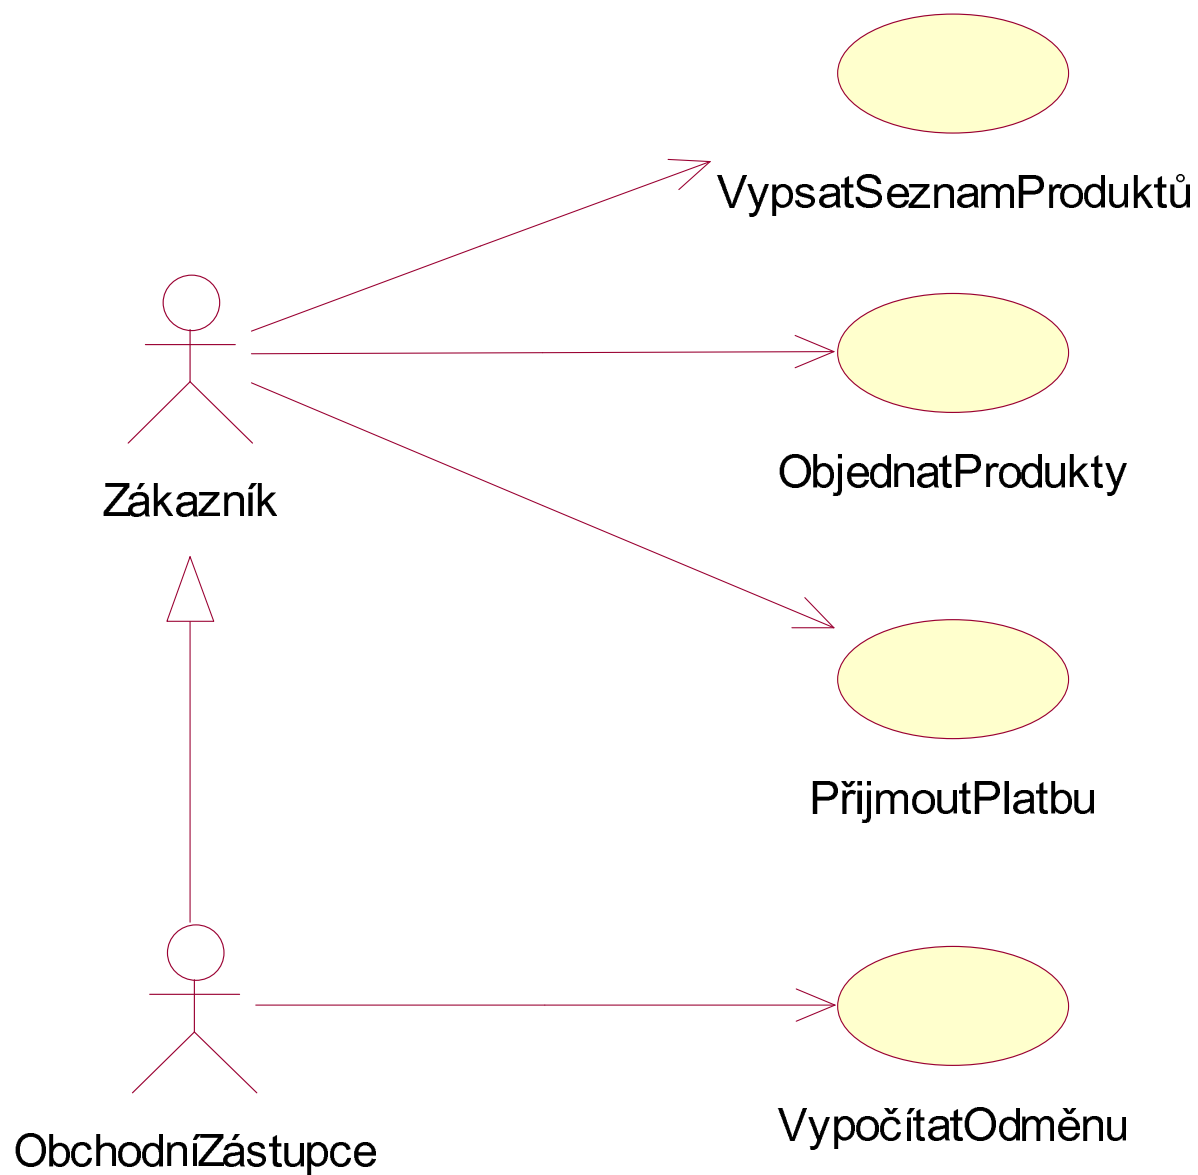 VypsatSeznamProduktů
ObjednatProdukty
Zákazník
PřijmoutPlatbu
VypočítatOdměnu
ObchodníZástupce